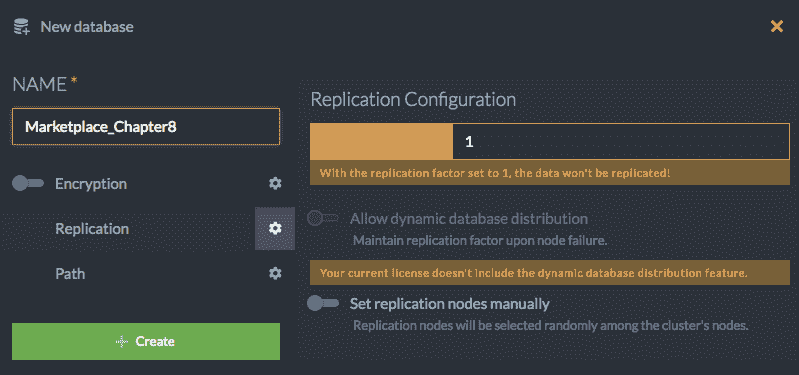 New database
NAME *
Marketplace_Chapter8
Encryption
Replication
Path
Create
Replication Configuration
1
With the replication factor set to 1, the data won't be replicated!
Allow dynamic database distribution
Maintain replication factor upon node failure.
Your current license doesn't include the dynamic database distribution feature.
Set replication nodes manually
Replication nodes will be selected randomly among the cluster's nodes.